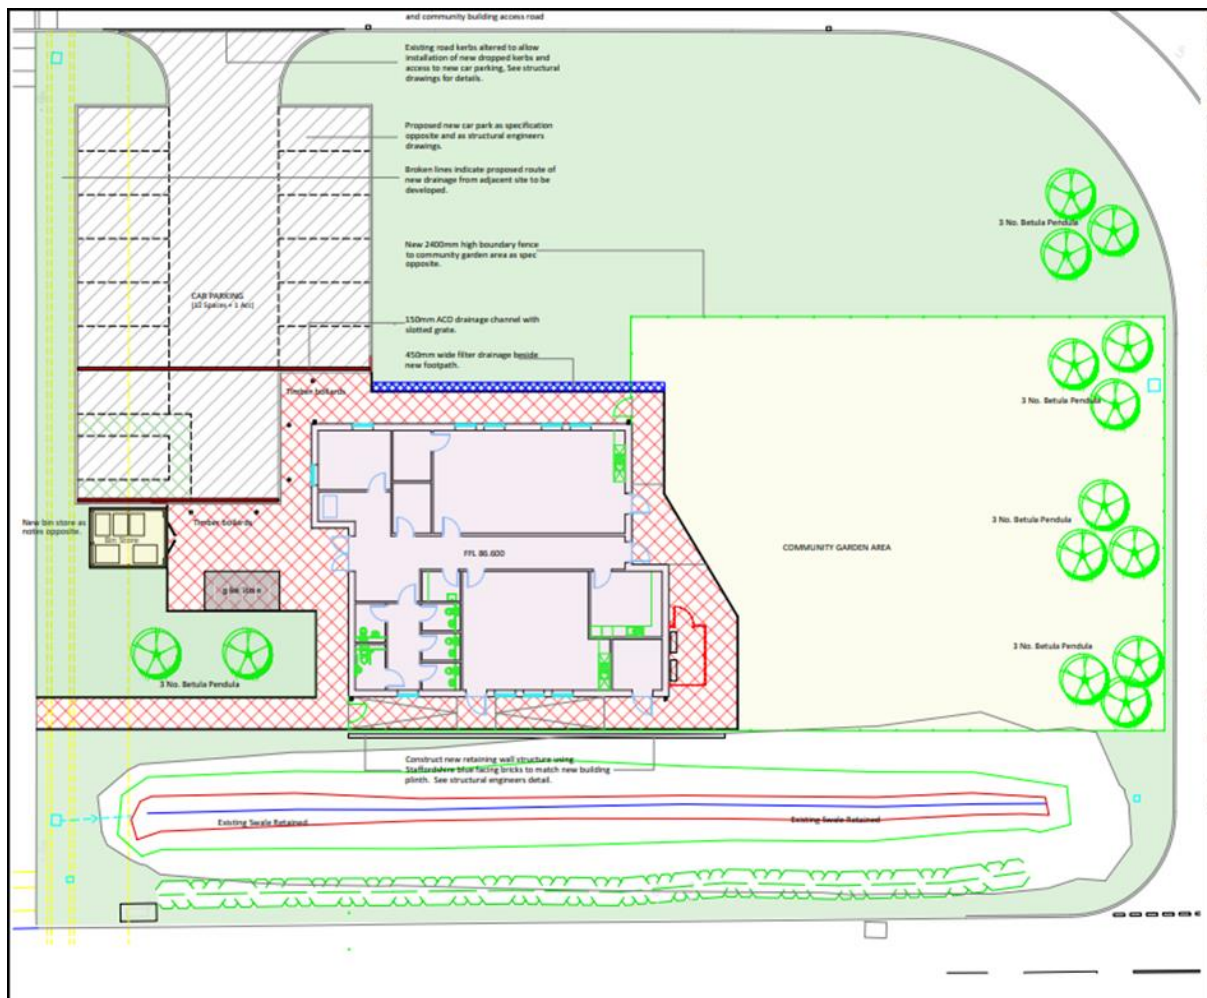 and community building access road
Existing road kerbs altered to allow
installation of new dropped kerbs and
access to new car parking, See structural
drawings for details.
Proposed new car park as specification
opposite and as structural engineers
drawings.
Broken lines indicate proposed route of
new drainage from adjacent site to be
developed.
3 No. Betula Pendula
New 2400mm high boundary fence
to community garden area as spec
opposite.
CAR PARKING
(12 Spaces + 1 Acc)
150mm ACO drainage channel with
slotted grate.
450mm wide filter drainage beside
new footpath.
Timber bollards
3 No. Betula Pendula
New bin store as
notes opposite.
Bin Store
Timber bollards
3 No. Betula Pendula
FFL 86.600
COMMUNITY GARDEN AREA
3 No. Betula Pendula
3 No. Betula Pendula
Construct new retaining wall structure using
Staffordshire blue facing bricks to match new building
plinth. See structural engineers detail.
Existing Swale Retained
Existing Swale Retained